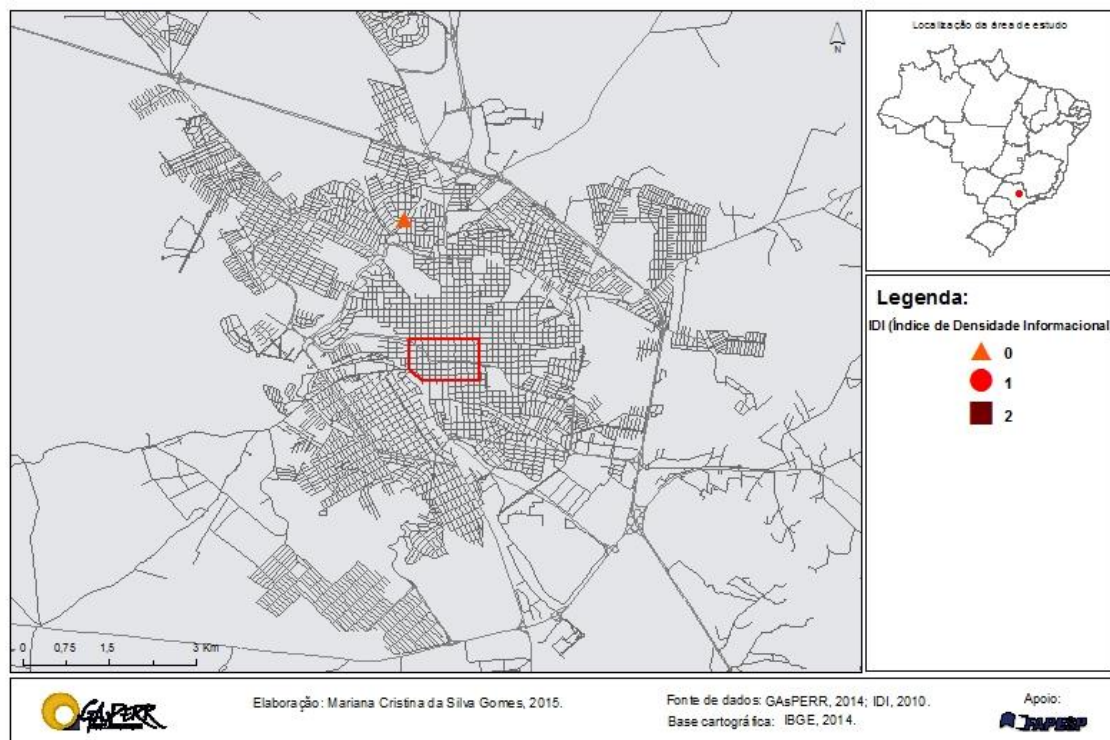 N
0 0,75 1,5 3 Km
Localização da área de estudo
Legenda:
IDI (Índice de Densidade Informacional
0
1
2
GAsPERR
Elaboração: Mariana Cristina da Silva Gomes, 2015.
Fonte de dados: GAsPERR, 2014; IDI, 2010.
Base cartográfica: IBGE, 2014.
Apoio:
FAPESP